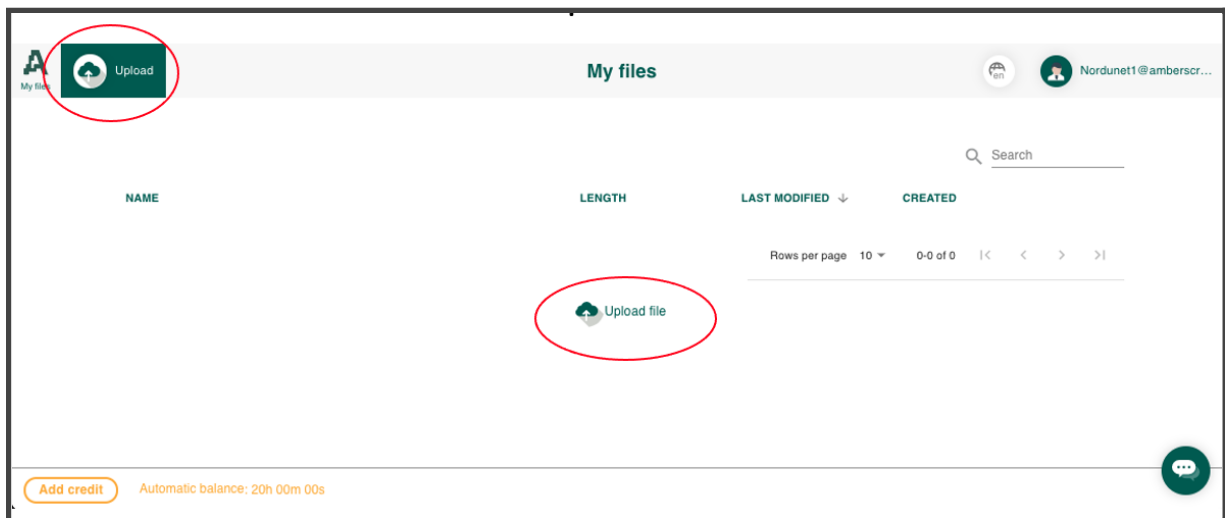 My files
Upload
My files
en
Nordunet1@amberscr...
Search
NAME
LENGTH
LAST MODIFIED
CREATED
Rows per page 10
0-0 of 0
Upload file
Add credit
Automatic balance: 20h 00m 00s